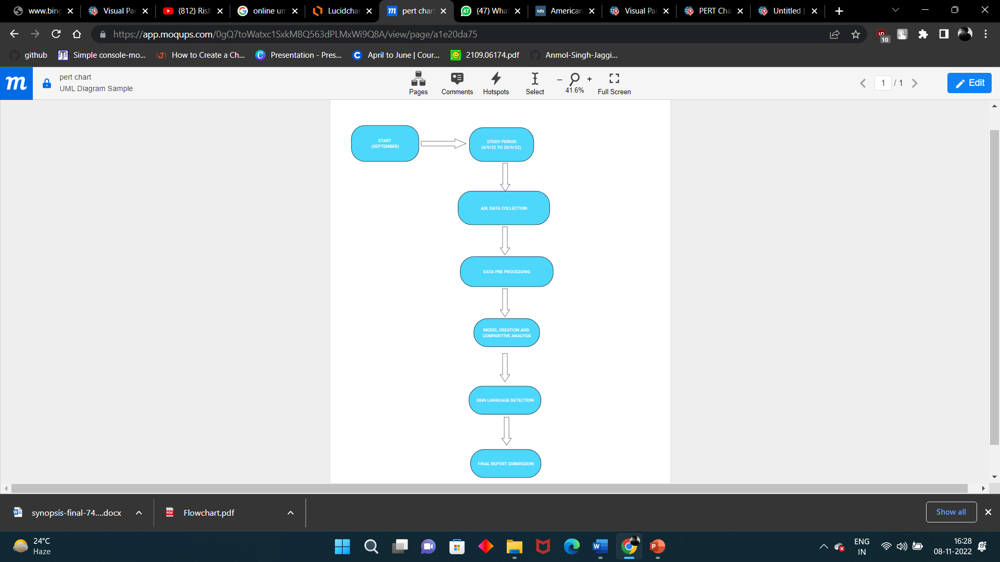 www.bing
Visual Par
(812) Rish
online um
Lucidchar
pert chart
(47) What
American
Visual Par
PERT Cha
Untitled |
https://app.moqups.com/0gQ7toWatxc1SxkMBQ563dPLMxWi9Q8A/view/page/a1e20da75
10
github
Simple console-mo...
How to Create a Ch...
Presentation - Pres...
April to June | Cour...
2109.06174.pdf
Anmol-Singh-Jaggi...
m
pert chart
UML Diagram Sample
Pages
Comments
Hotspots
Select
– +
41.6%
Full Screen
1 / 1
Edit
START
(SEPTEMBER)
STUDY PERIOD
(4/9/22 TO 20/9/22)
ASL DATA COLLECTION
DATA PRE PROCESSING
MODEL CREATION AND
COMPARITIVE ANALYSIS
SIGN LANGUAGE DETECTION
FINAL REPORT SUBMISSION
synopsis-final-74....docx
Flowchart.pdf
Show all
24°C
Haze
ENG
IN
16:28
08-11-2022